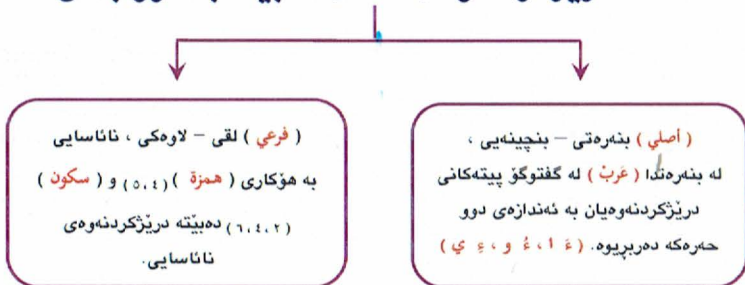 ( أصلي ) بنەرەتی – بنچینەیی ،
لە بنەرەتدا ( عَرَبْ ) لە گفتوگۆ پیتەکانی
درێژکردنەوەیان بە ئەندازەی دوو
حەرەکە دەربڕیوە. ( ءَ ا ، ءُ و ، ءِ ي )
( فرعي ) لقی – لاوەکی ، نائاسایی
بە هۆکاری ( همزة ) (٥،٤) و ( سکون )
(٦،٤،٢) دەبێتە درێژکردنەوەی
نائاسایی.